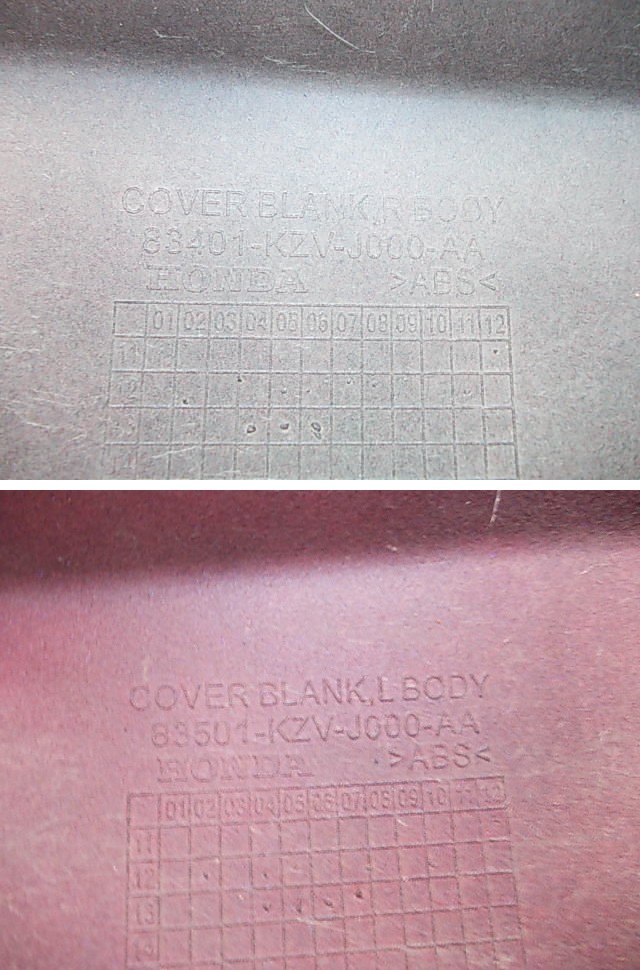 COVER BLANK,R BODY
83401-KZV-J000-AA
HONDA >ABS<
01 02 03 04 05 06 07 08 09 10 11 12
11
12
13
COVER BLANK,L BODY
83501-KZV-J000-AA
HONDA >ABS<
01 02 03 04 05 06 07 08 09 10 11 12
11
12
13
14